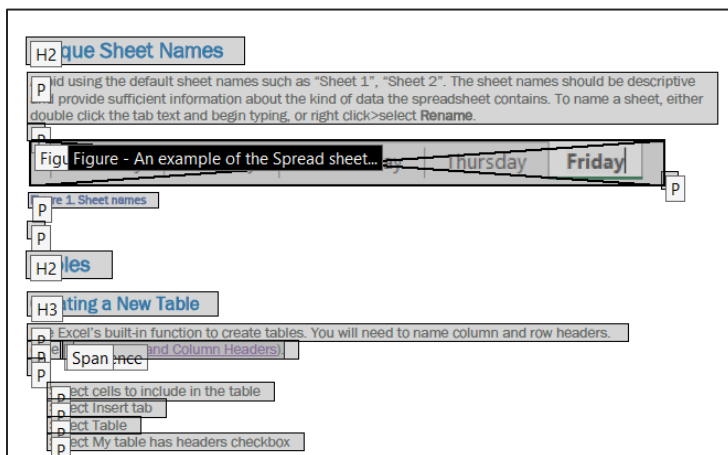 H2 que Sheet Names
P id using the default sheet names such as “Sheet 1”, “Sheet 2”. The sheet names should be descriptive
provide sufficient information about the kind of data the spreadsheet contains. To name a sheet, either
double click the tab text and begin typing, or right click>select Rename.
P
Figu Figure - An example of the Spread sheet... ay Thursday Friday
P
P re 1. Sheet names
P
H2 les
H3 ating a New Table
P Excel's built-in function to create tables. You will need to name column and row headers.
P Span ence and Column Headers).
P
P ect cells to include in the table
P ect Insert tab
P ect Table
P ect My table has headers checkbox